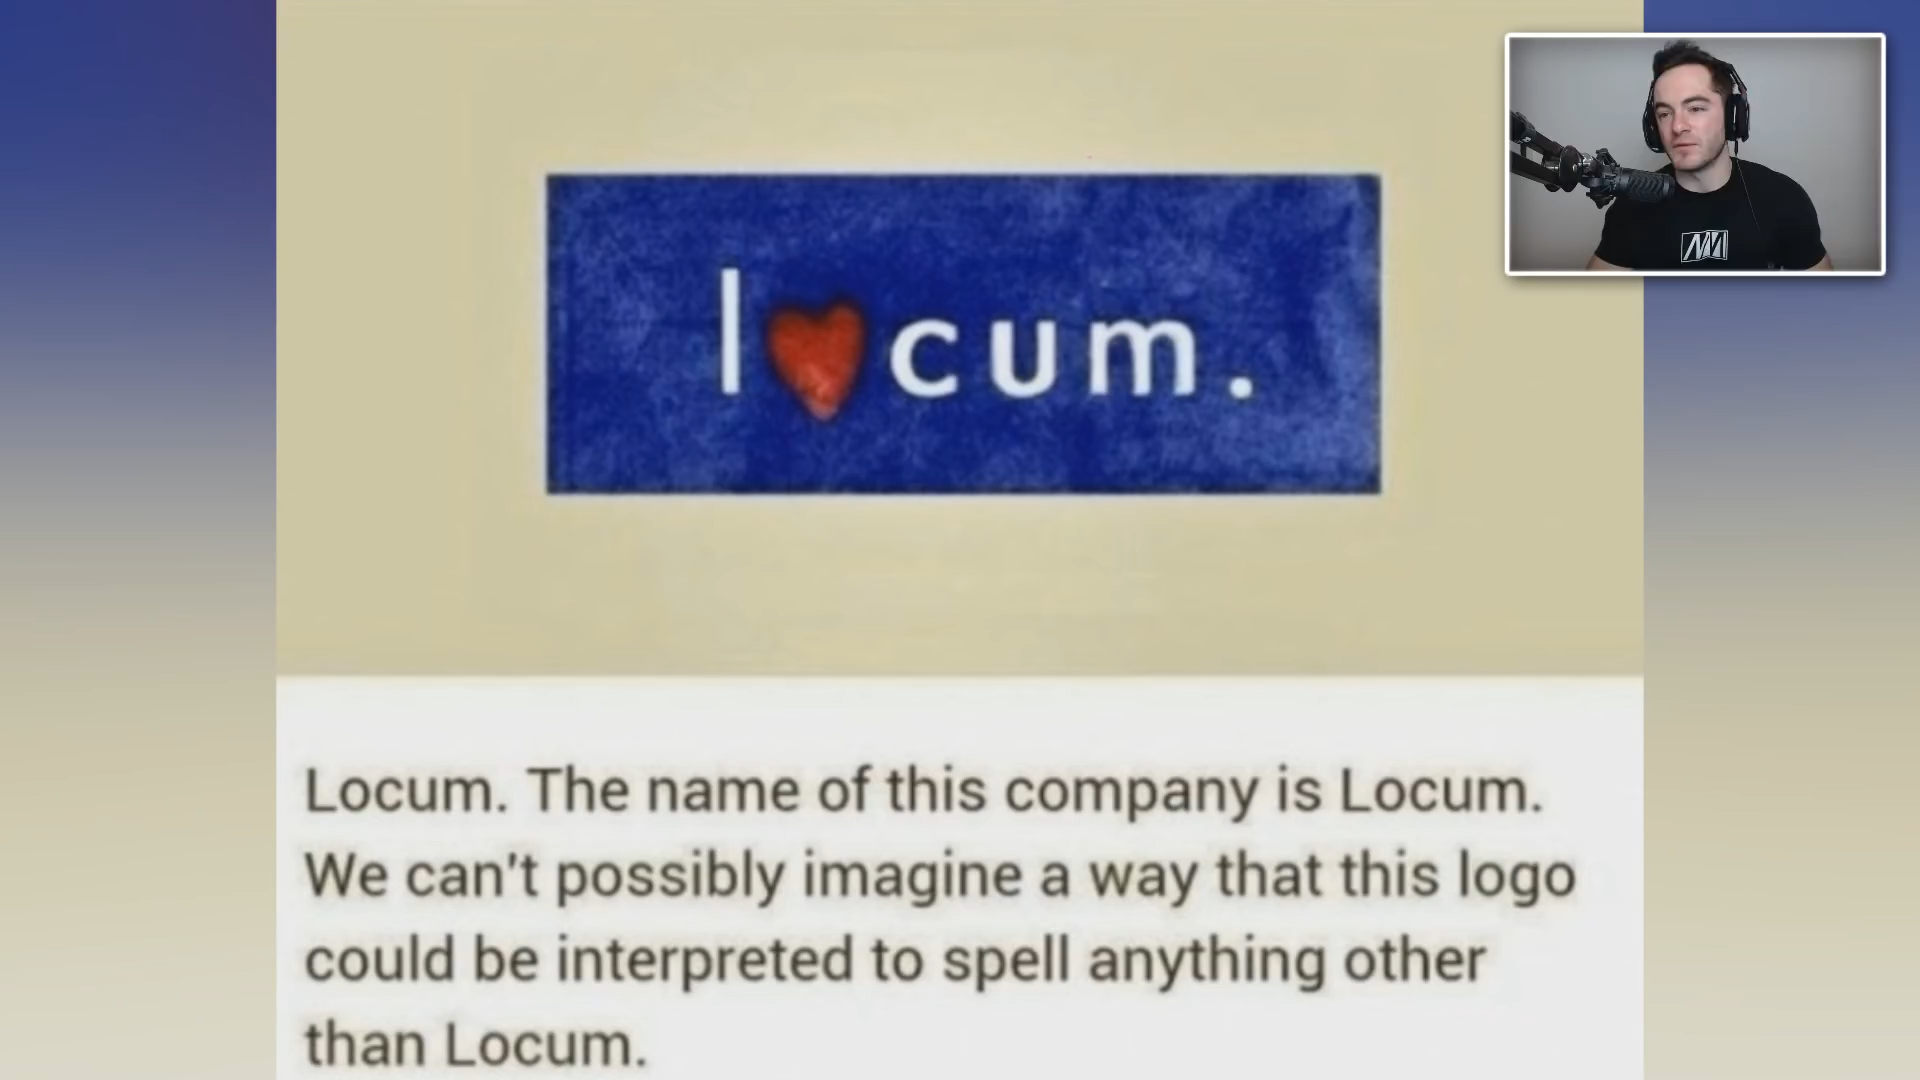 l❤cum.
Locum. The name of this company is Locum.
We can't possibly imagine a way that this logo
could be interpreted to spell anything other
than Locum.